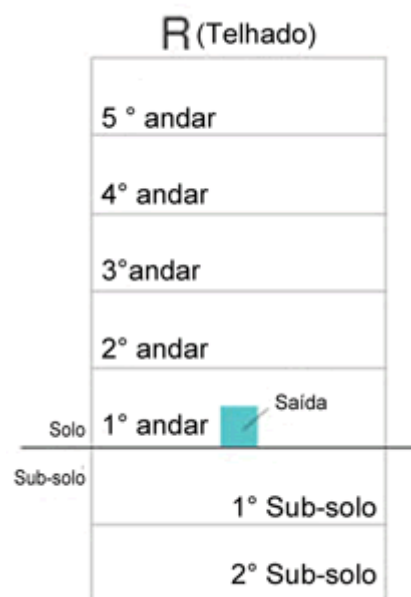 R (Telhado)
5 ° andar
4° andar
3°andar
2° andar
Saída
Solo 1° andar
Sub-solo
1° Sub-solo
2° Sub-solo